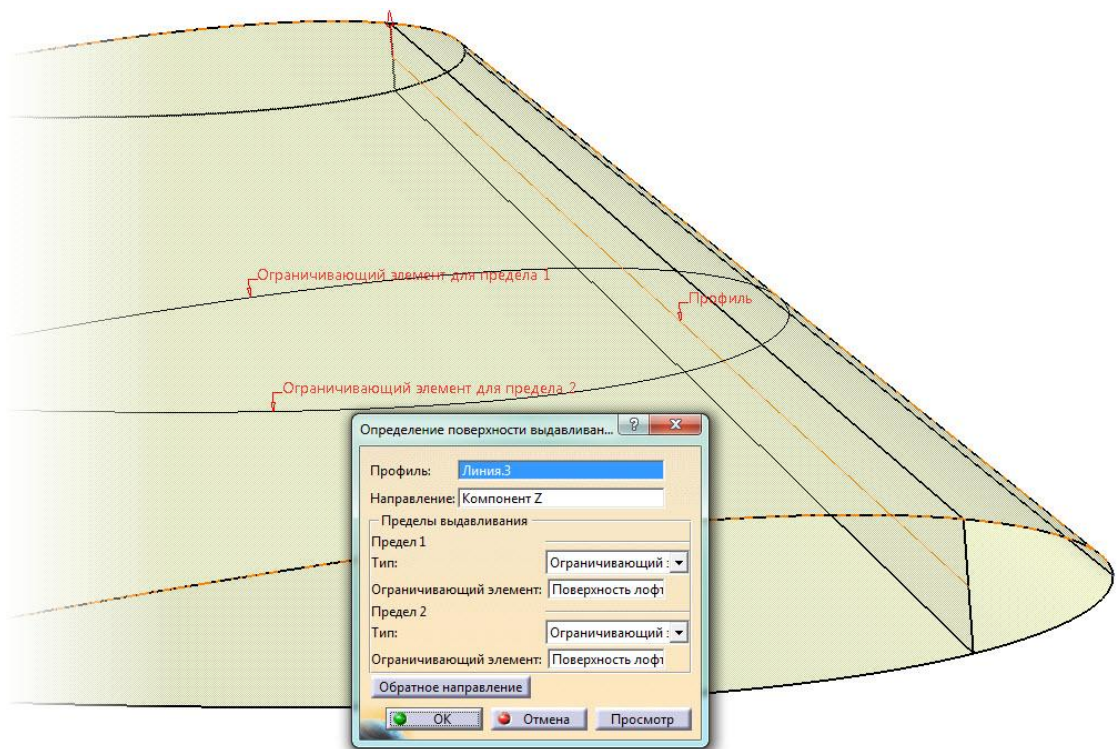 Ограничивающий элемент для предела 1
Профиль
Ограничивающий элемент для предела 2
Определение поверхности выдавливан...
?
Профиль: Линия.3
Направление: Компонент Z
Пределы выдавливания
Предел 1
Тип: Ограничивающий э
Ограничивающий элемент: Поверхность лофт
Предел 2
Тип: Ограничивающий э
Ограничивающий элемент: Поверхность лофт
Обратное направление
OK Отмена Просмотр